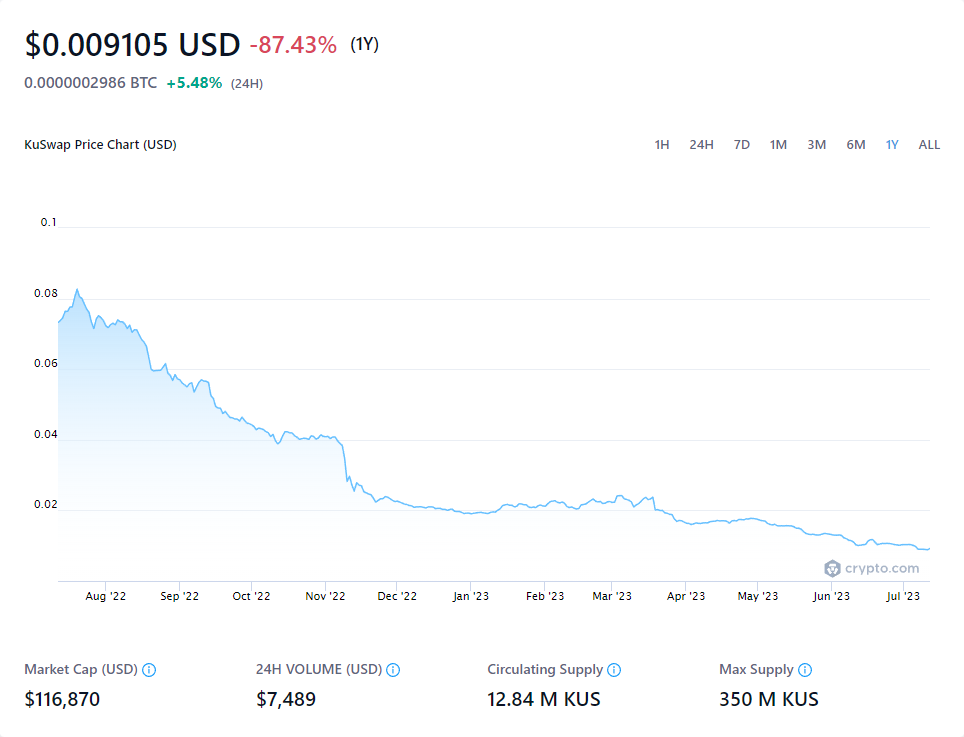 $0.009105 USD -87.43% (1Y)
0.0000002986 BTC +5.48% (24H)
KuSwap Price Chart (USD) 1H 24H 7D 1M 3M 6M 1Y ALL
0.1
0.08
0.06
0.04
0.02
crypto.com
Aug '22 Sep '22 Oct '22 Nov '22 Dec '22 Jan '23 Feb '23 Mar '23 Apr '23 May '23 Jun '23 Jul '23
Market Cap (USD) 24H VOLUME (USD) Circulating Supply Max Supply
$116,870 $7,489 12.84 M KUS 350 M KUS